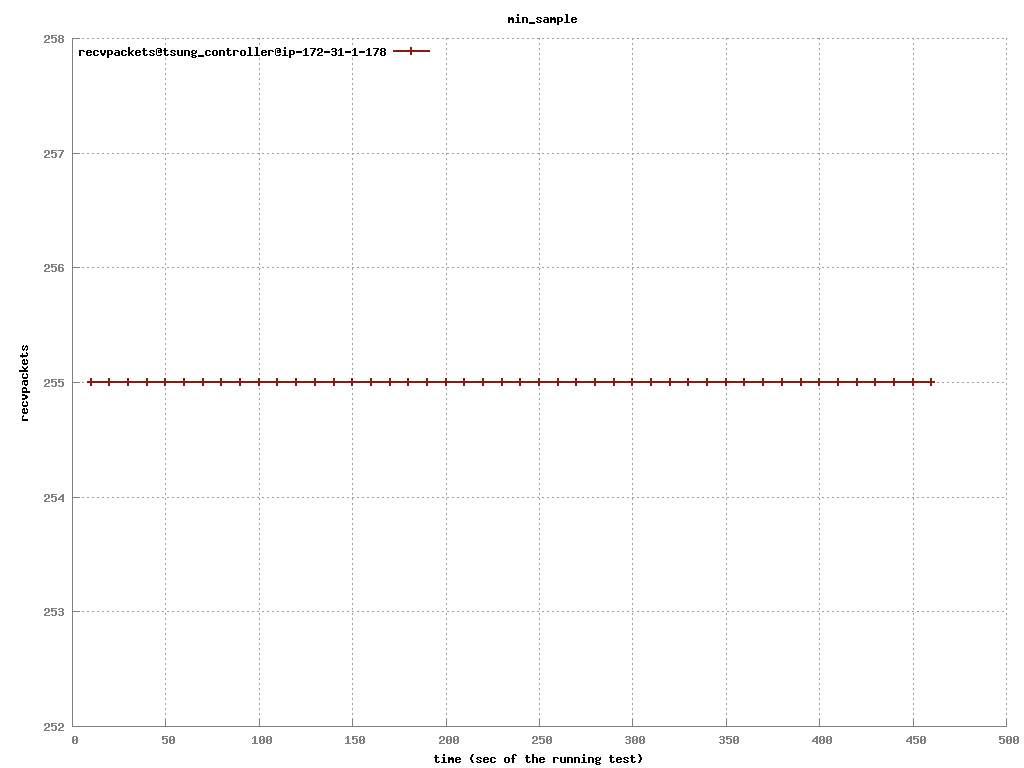 min_sample
258
recvpackets@tsung_controller@ip-172-31-1-178
257
256
255
254
253
252
recvpackets
0 50 100 150 200 250 300 350 400 450 500
time (sec of the running test)